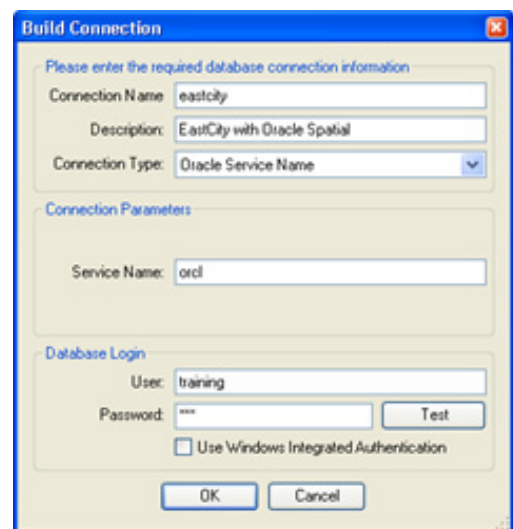 Build Connection
Please enter the required database connection information
Connection Name eastcity
Description: EastCity with Oracle Spatial
Connection Type: Oracle Service Name
Connection Parameters
Service Name: orcl
Database Login
User: training
Password: *** Test
Use Windows Integrated Authentication
OK Cancel